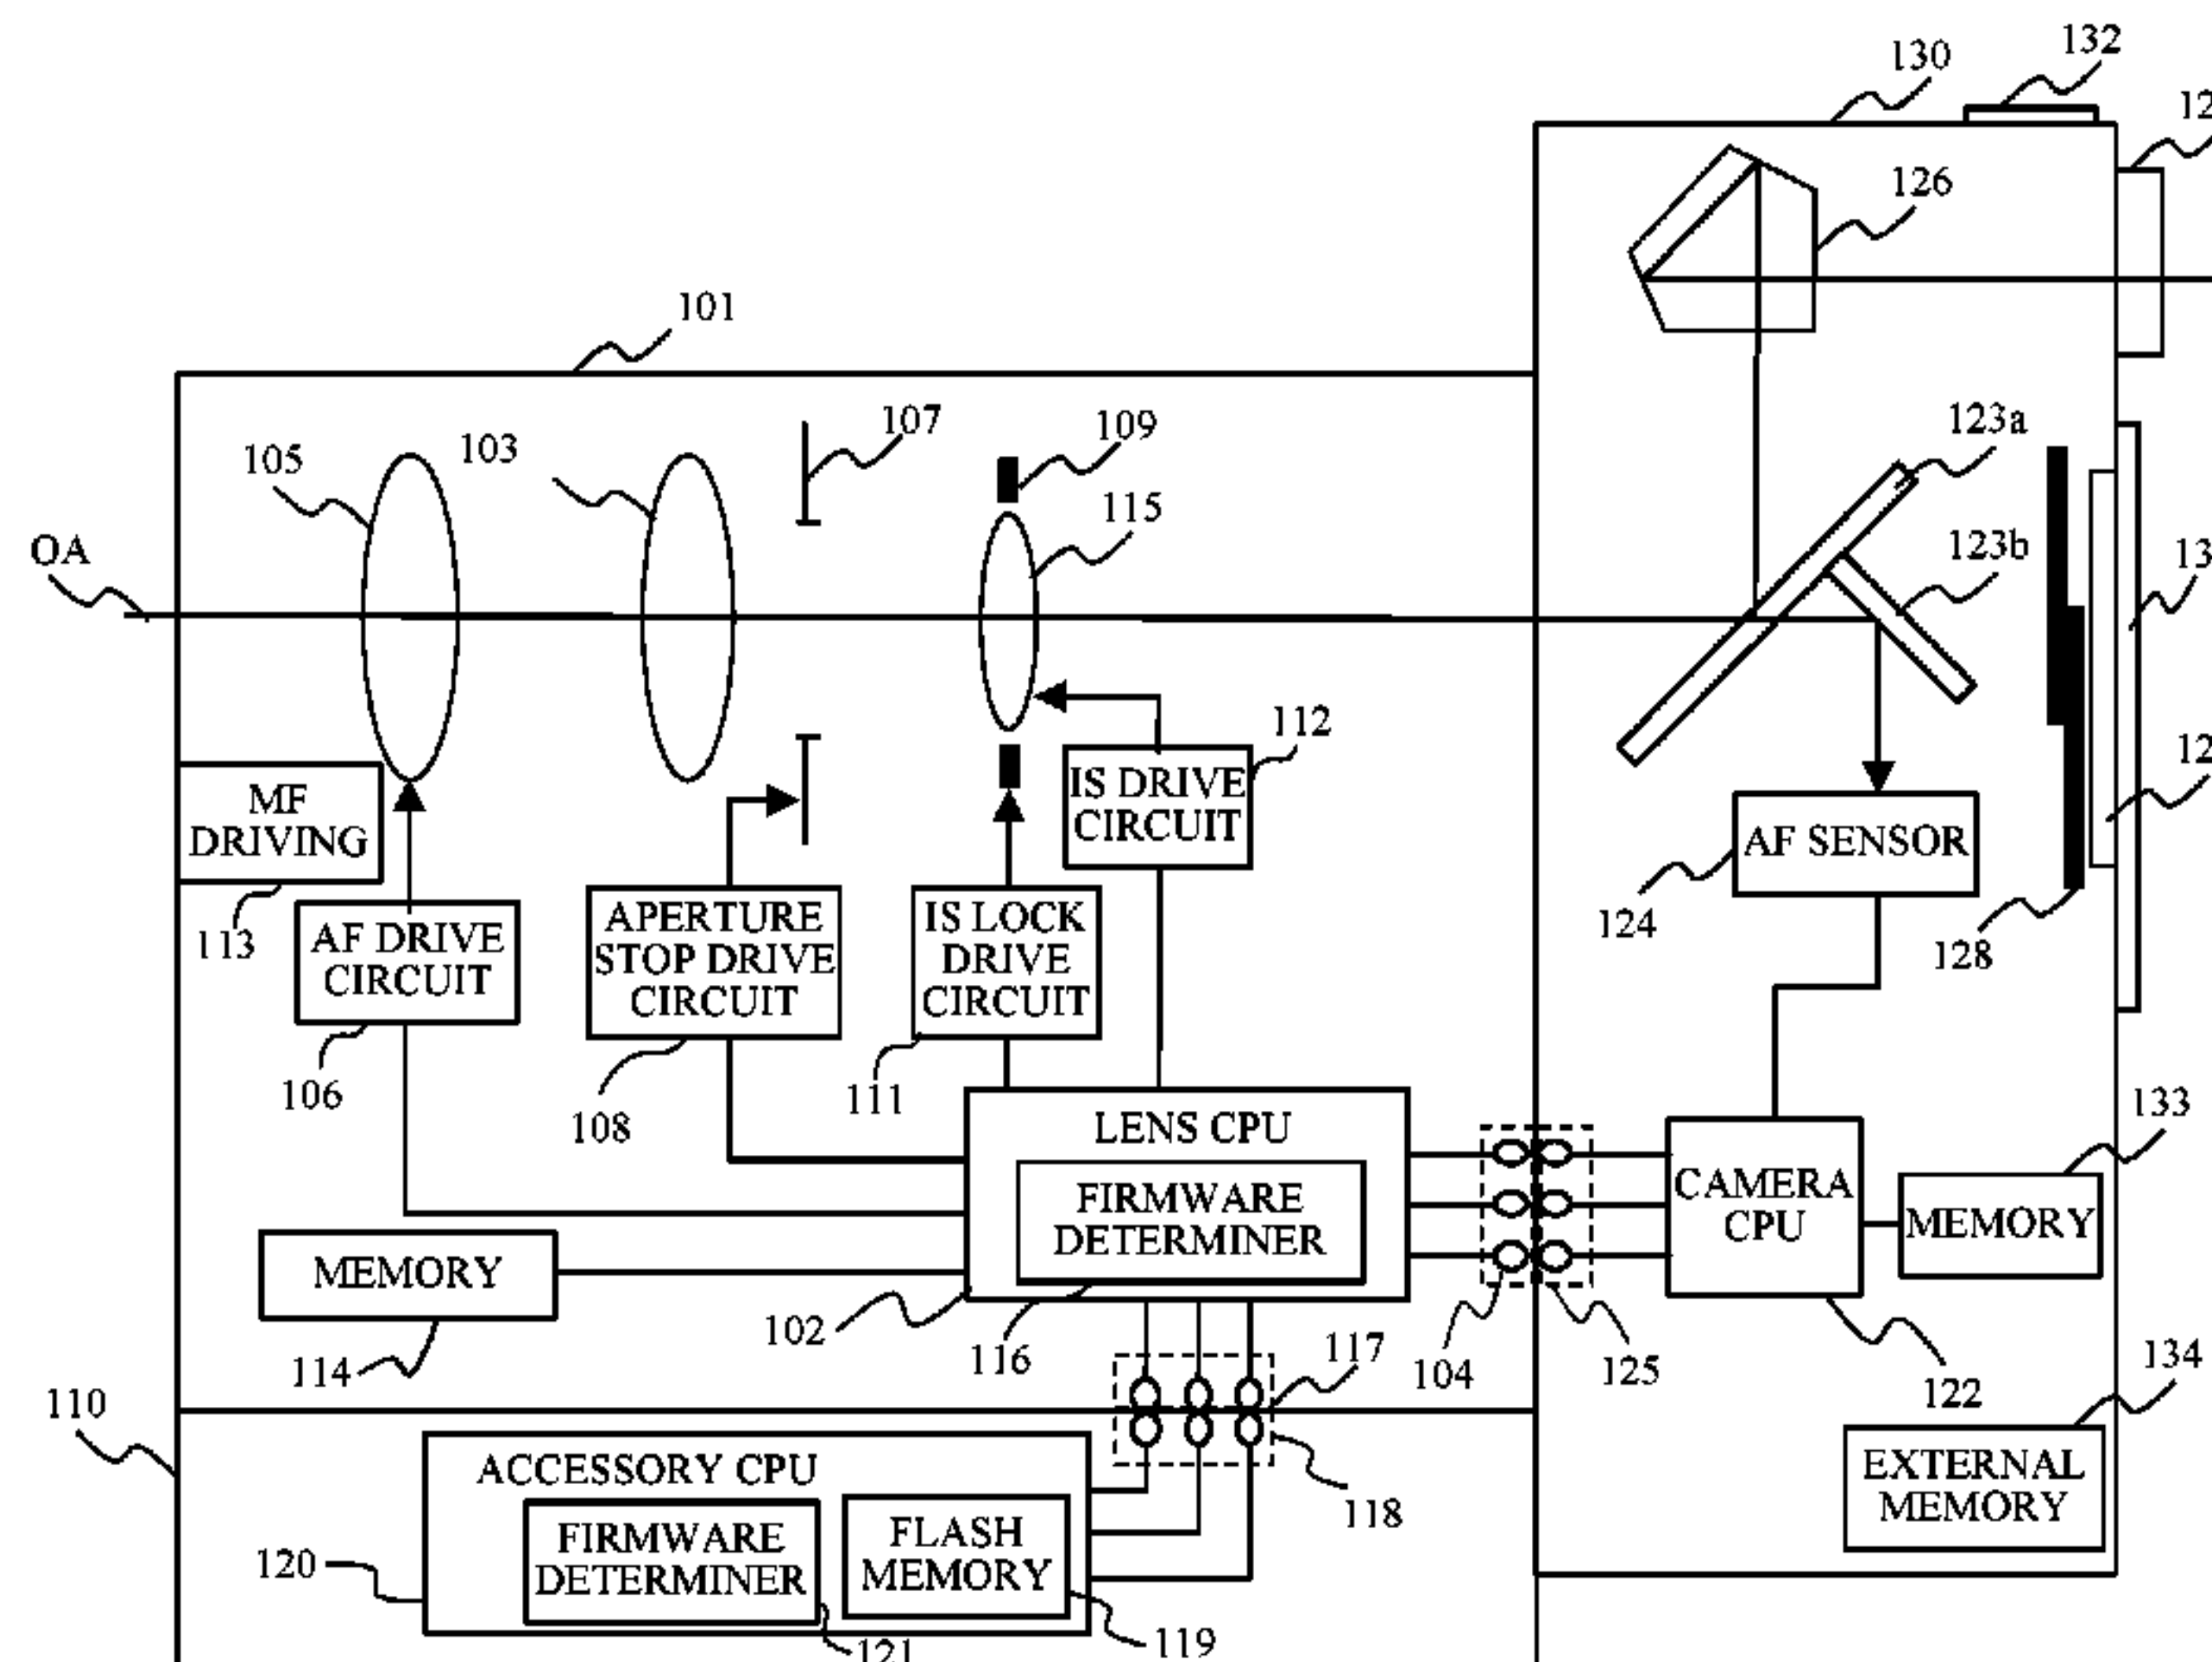 132
130
126
101
107
109
123a
105
103
115
OA
123b
112
MF
DRIVING
IS DRIVE
CIRCUIT
AF SENSOR
113
AF DRIVE
CIRCUIT
APERTURE
STOP DRIVE
CIRCUIT
IS LOCK
DRIVE
CIRCUIT
124
128
106
108
111
133
LENS CPU
FIRMWARE
DETERMINER
CAMERA
CPU
MEMORY
MEMORY
102
116
117
104
125
134
114
122
110
ACCESSORY CPU
EXTERNAL
MEMORY
118
FIRMWARE
DETERMINER
FLASH
MEMORY
120
121
119